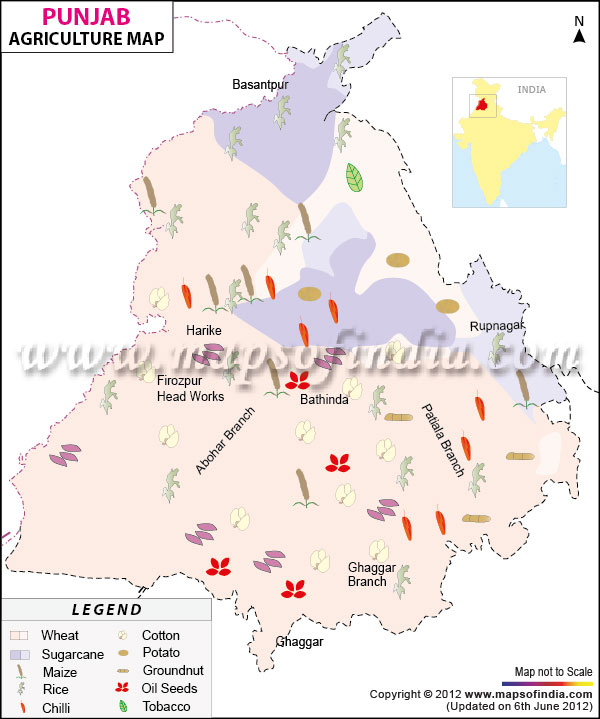 PUNJAB
AGRICULTURE MAP
N
INDIA
Basantpur
Harike
Rupnagar
www.mapsofindia.com
Firozpur
Head Works
Bathinda
Abohar Branch
Patiala Branch
Ghaggar
Branch
Ghaggar
LEGEND
Wheat
Sugarcane
Maize
Rice
Chilli
Cotton
Potato
Groundnut
Oil Seeds
Tobacco
Map not to Scale
Copyright © 2012 www.mapsofindia.com
(Updated on 6th June 2012)